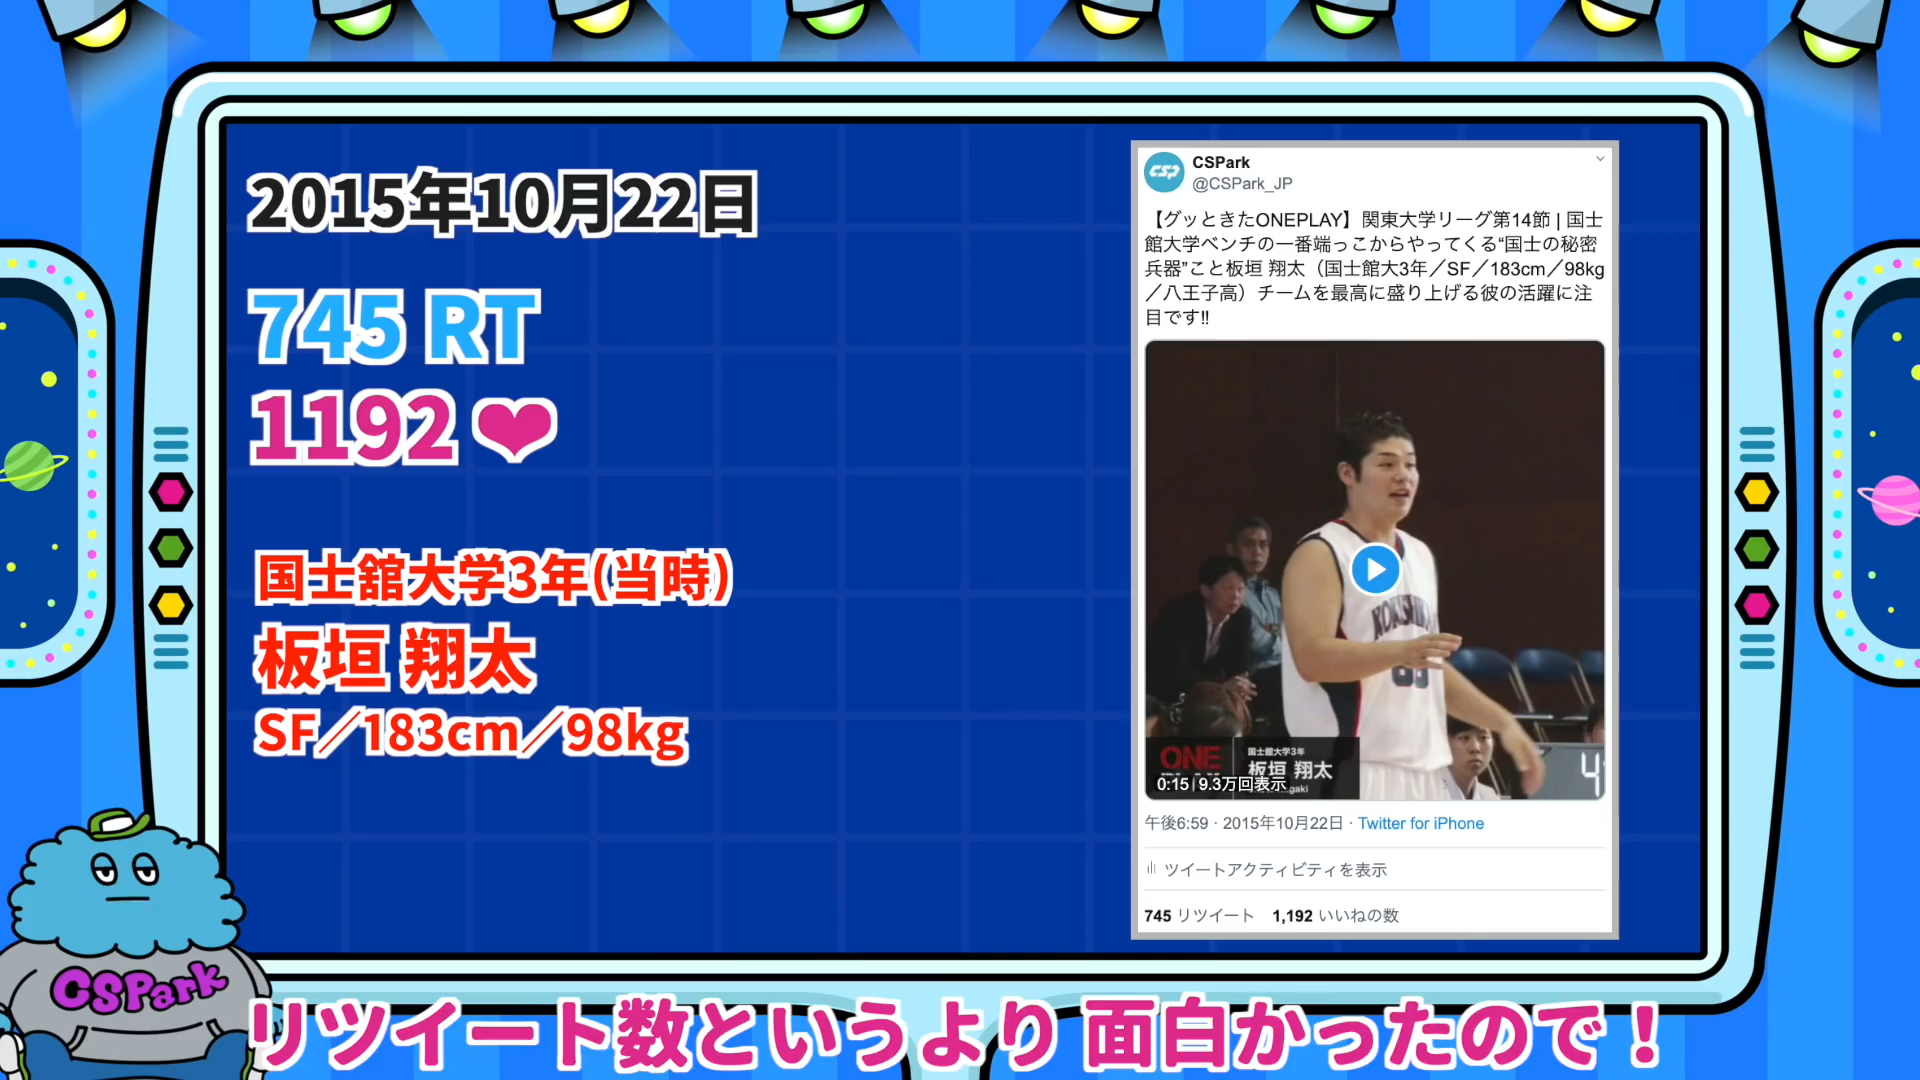 2015年10月22日
745 RT
1192 ❤
国士舘大学3年(当時)
板垣 翔太
SF／183cm／98kg
csp
CSPark
@CSPark_JP
【グッときたONEPLAY】関東大学リーグ第14節 | 国士
舘大学ベンチの一番端っこからやってくる“国士の秘密
兵器”こと板垣 翔太（国士舘大3年／SF／183cm／98kg
／八王子高）チームを最高に盛り上げる彼の活躍に注
目です!!
ONE
国士舘大学3年
板垣 翔太
0:15 | 9.3万回表示
午後6:59 · 2015年10月22日 · Twitter for iPhone
ツイートアクティビティを表示
745 リツイート 1,192 いいねの数
CSPark
リツイート数というより 面白かったので！